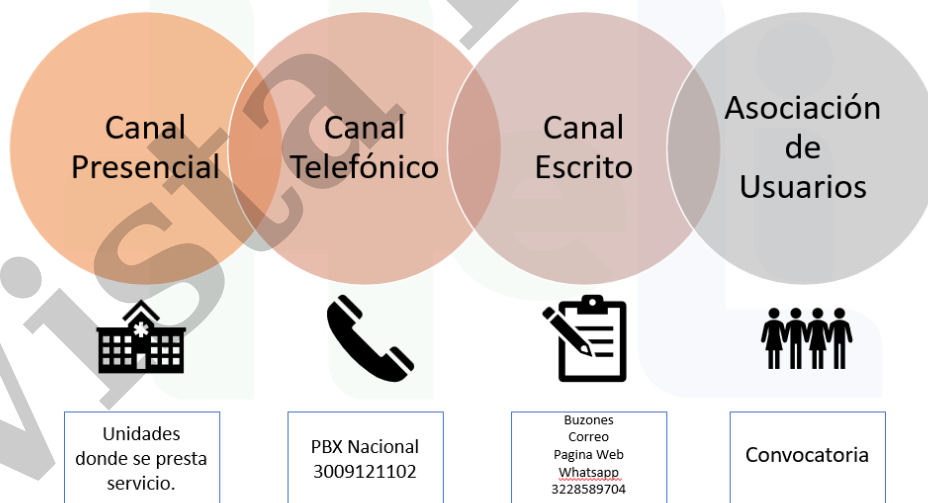 Canal
Presencial
Canal
Telefónico
Canal
Escrito
Asociación
de
Usuarios
Unidades
donde se presta
servicio.
PBX Nacional
3009121102
Buzones
Correo
Pagina Web
Whatsapp
3228589704
Convocatoria